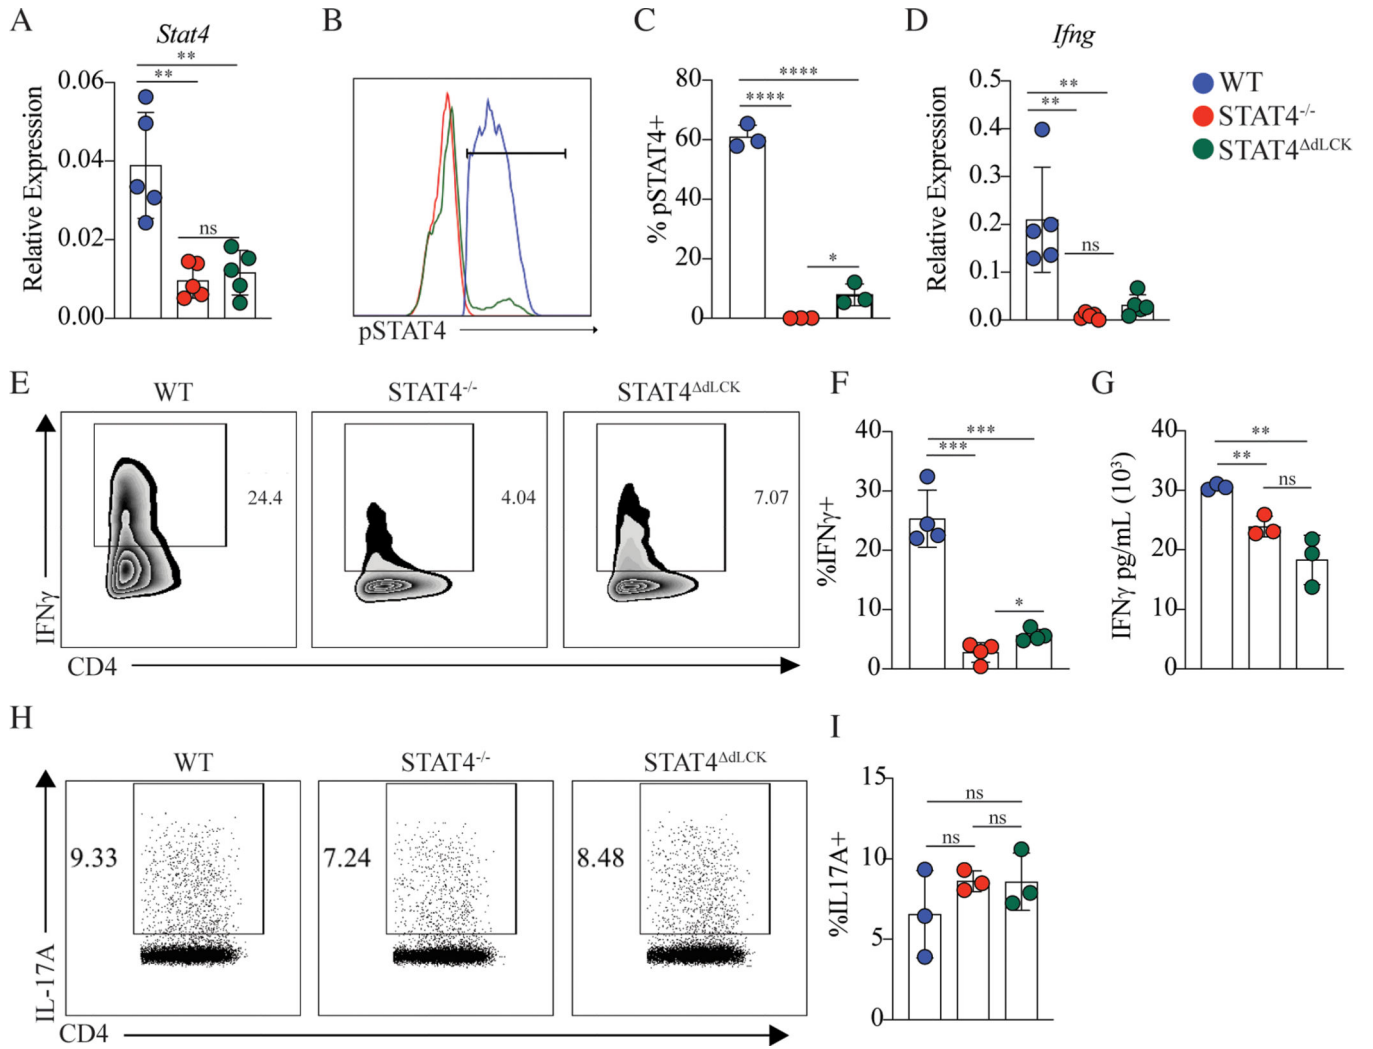 A
Stat4
**
**
ns
Relative Expression
0.06
0.04
0.02
0.00
B
pSTAT4
C
% pSTAT4+
80
60
40
20
0
****
****
*
D
Ifng
Relative Expression
0.5
0.4
0.3
0.2
0.1
0.0
**
**
ns
WT
STAT4-/-
STAT4ΔdLCK
E
WT
STAT4-/-
STAT4ΔdLCK
24.4
4.04
7.07
IFNγ
CD4
F
%IFNγ+
40
30
20
10
0
***
***
*
G
IFNγ pg/mL (10³)
40
30
20
10
0
**
**
ns
H
WT
STAT4-/-
STAT4ΔdLCK
9.33
7.24
8.48
IL-17A
CD4
I
%IL17A+
15
10
5
0
ns
ns
ns